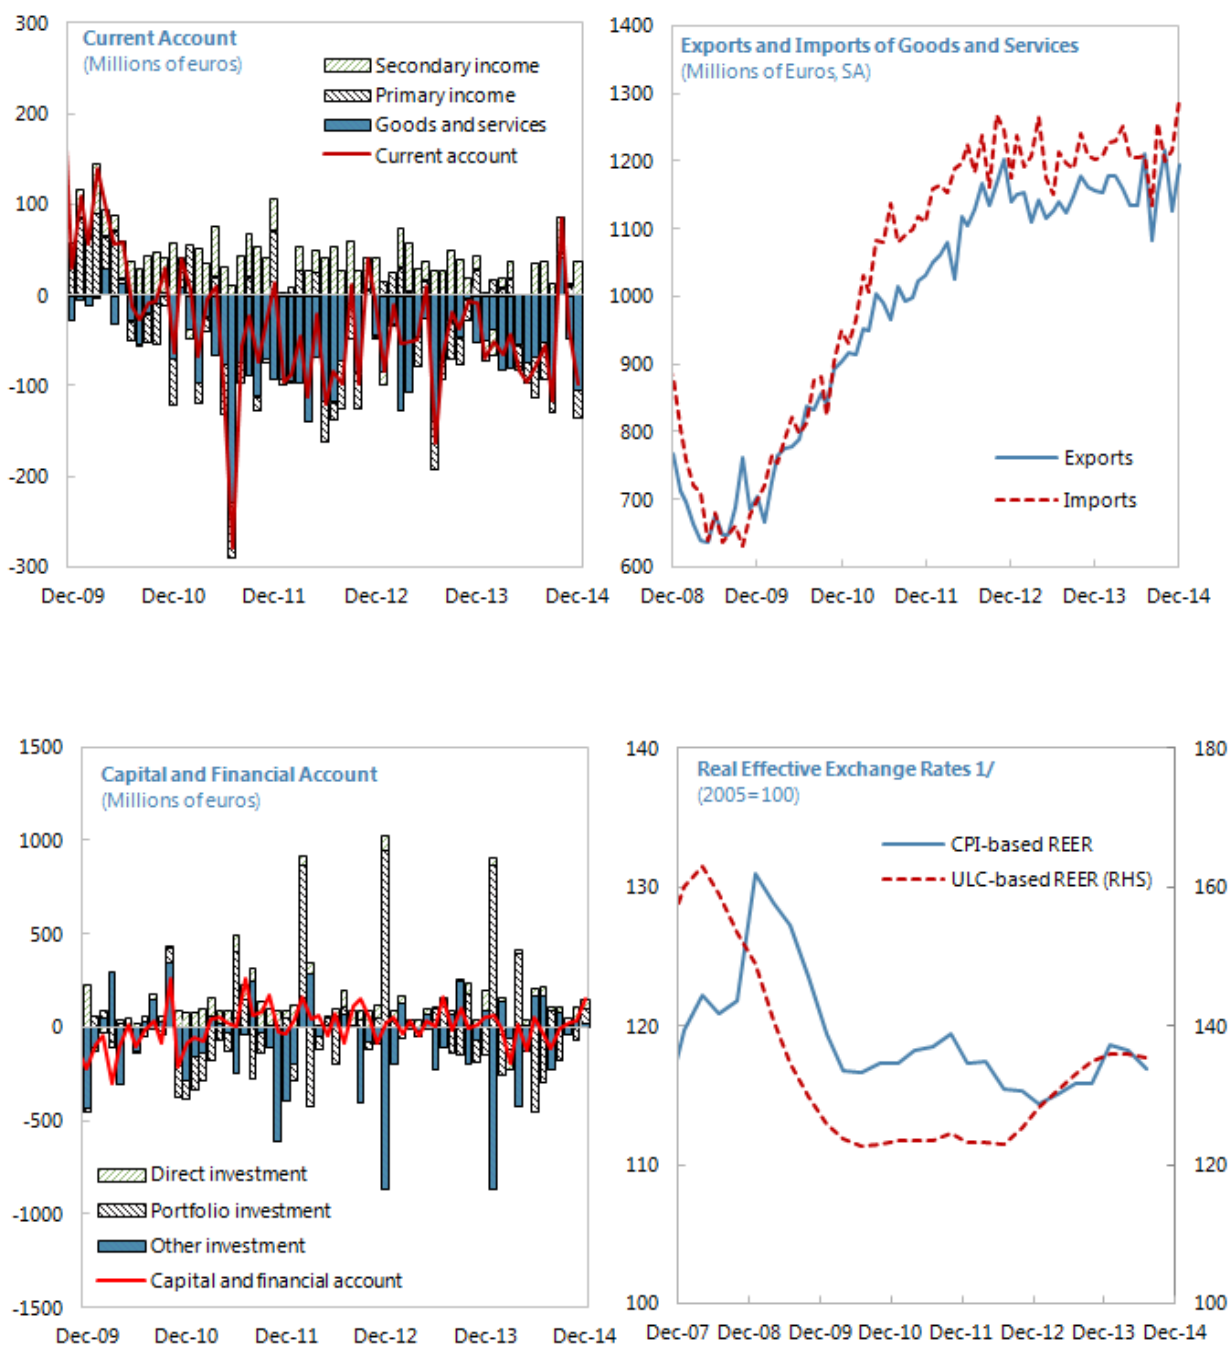 Current Account
(Millions of euros)
Secondary income
Primary income
Goods and services
Current account
300
200
100
0
-100
-200
-300
Dec-09 Dec-10 Dec-11 Dec-12 Dec-13 Dec-14
Exports and Imports of Goods and Services
(Millions of Euros, SA)
1400
1300
1200
1100
1000
900
800
700
600
Exports
Imports
Dec-08 Dec-09 Dec-10 Dec-11 Dec-12 Dec-13 Dec-14
Capital and Financial Account
(Millions of euros)
1500
1000
500
0
-500
-1000
-1500
Direct investment
Portfolio investment
Other investment
Capital and financial account
Dec-09 Dec-10 Dec-11 Dec-12 Dec-13 Dec-14
Real Effective Exchange Rates 1/
(2005=100)
CPI-based REER
ULC-based REER (RHS)
140
130
120
110
100
180
160
140
120
100
Dec-07 Dec-08 Dec-09 Dec-10 Dec-11 Dec-12 Dec-13 Dec-14